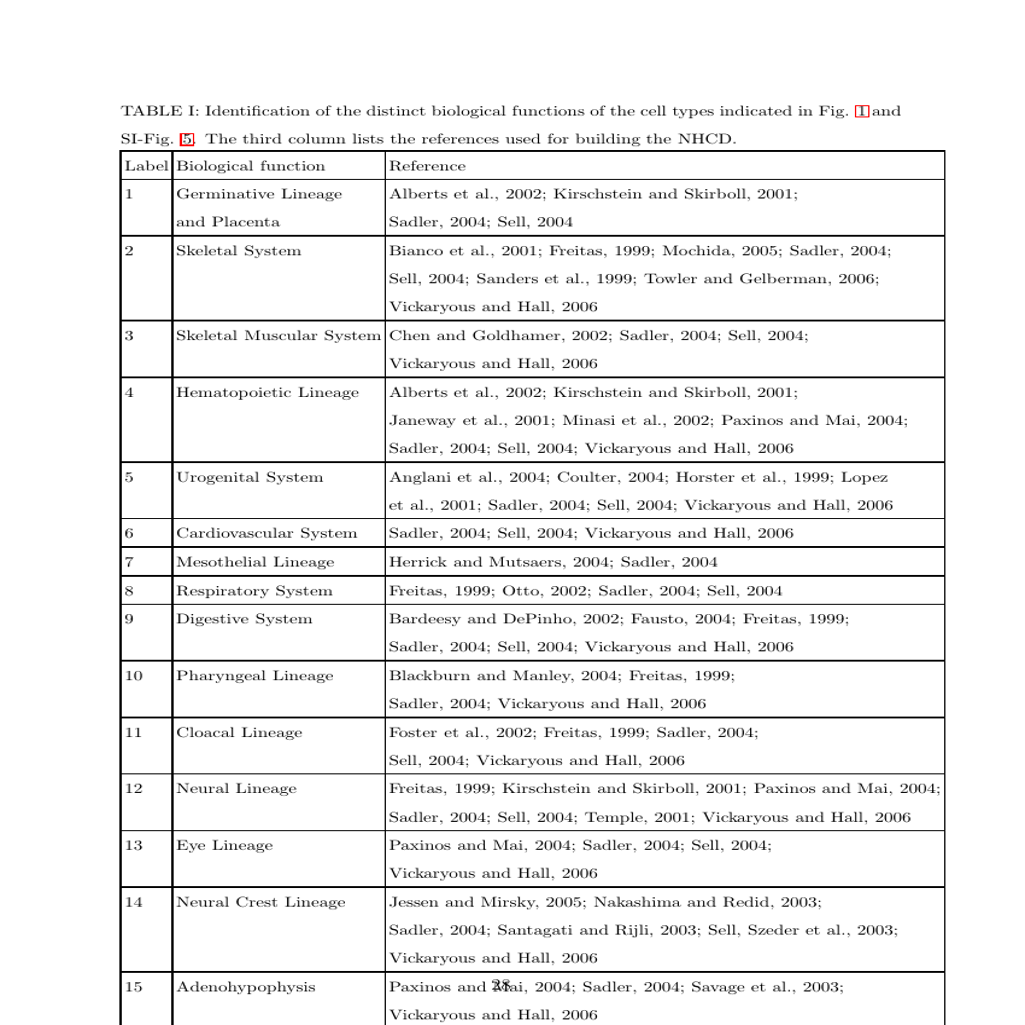 TABLE I: Identification of the distinct biological functions of the cell types indicated in Fig. 1 and
SI-Fig. 5. The third column lists the references used for building the NHCD.
Label Biological function Reference
1 Germinative Lineage Alberts et al., 2002; Kirschstein and Skirboll, 2001;
and Placenta Sadler, 2004; Sell, 2004
2 Skeletal System Bianco et al., 2001; Freitas, 1999; Mochida, 2005; Sadler, 2004;
Sell, 2004; Sanders et al., 1999; Towler and Gelberman, 2006;
Vickaryous and Hall, 2006
3 Skeletal Muscular System Chen and Goldhamer, 2002; Sadler, 2004; Sell, 2004;
Vickaryous and Hall, 2006
4 Hematopoietic Lineage Alberts et al., 2002; Kirschstein and Skirboll, 2001;
Janeway et al., 2001; Minasi et al., 2002; Paxinos and Mai, 2004;
Sadler, 2004; Sell, 2004; Vickaryous and Hall, 2006
5 Urogenital System Anglani et al., 2004; Coulter, 2004; Horster et al., 1999; Lopez
et al., 2001; Sadler, 2004; Sell, 2004; Vickaryous and Hall, 2006
6 Cardiovascular System Sadler, 2004; Sell, 2004; Vickaryous and Hall, 2006
7 Mesothelial Lineage Herrick and Mutsaers, 2004; Sadler, 2004
8 Respiratory System Freitas, 1999; Otto, 2002; Sadler, 2004; Sell, 2004
9 Digestive System Bardeesy and DePinho, 2002; Fausto, 2004; Freitas, 1999;
Sadler, 2004; Sell, 2004; Vickaryous and Hall, 2006
10 Pharyngeal Lineage Blackburn and Manley, 2004; Freitas, 1999;
Sadler, 2004; Vickaryous and Hall, 2006
11 Cloacal Lineage Foster et al., 2002; Freitas, 1999; Sadler, 2004;
Sell, 2004; Vickaryous and Hall, 2006
12 Neural Lineage Freitas, 1999; Kirschstein and Skirboll, 2001; Paxinos and Mai, 2004;
Sadler, 2004; Sell, 2004; Temple, 2001; Vickaryous and Hall, 2006
13 Eye Lineage Paxinos and Mai, 2004; Sadler, 2004; Sell, 2004;
Vickaryous and Hall, 2006
14 Neural Crest Lineage Jessen and Mirsky, 2005; Nakashima and Redid, 2003;
Sadler, 2004; Santagati and Rijli, 2003; Sell, Szeder et al., 2003;
Vickaryous and Hall, 2006
15 Adenohypophysis Paxinos and Mai, 2004; Sadler, 2004; Savage et al., 2003;
Vickaryous and Hall, 2006